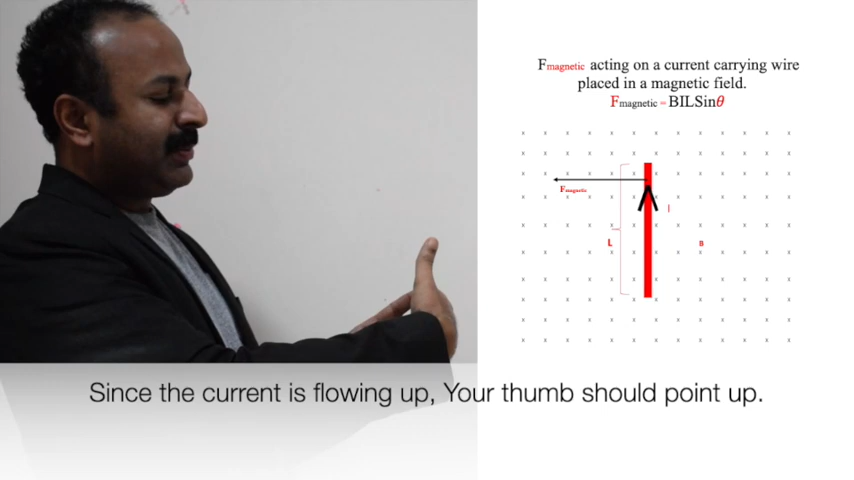 Fmagnetic acting on a current carrying wire
placed in a magnetic field.
Fmagnetic = BILSinθ
x x x x x x x x x x x x x
x x x x x x x x x x x x x
x x x x x x x x x x x x
Fmagnetic
x x x x x x x x x x x x
I
x x x x x x x x x x x x
L
B
x x x x x x x x x x x x
x x x x x x x x x x x x
x x x x x x x x x x x x
x x x x x x x x x x x x x
x x x x x x x x x x x x x
Since the current is flowing up, Your thumb should point up.